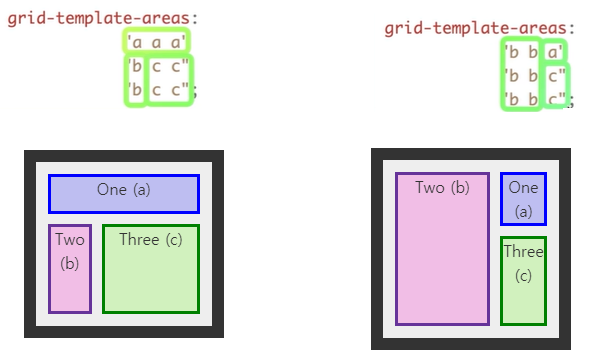 grid-template-areas:
'a a a'
'b c c"
'b c c";
One (a)
Two
(b)
Three (c)
grid-template-areas:
'b b a'
'b b c"
'b b c";
Two (b)
One
(a)
Three
(c)